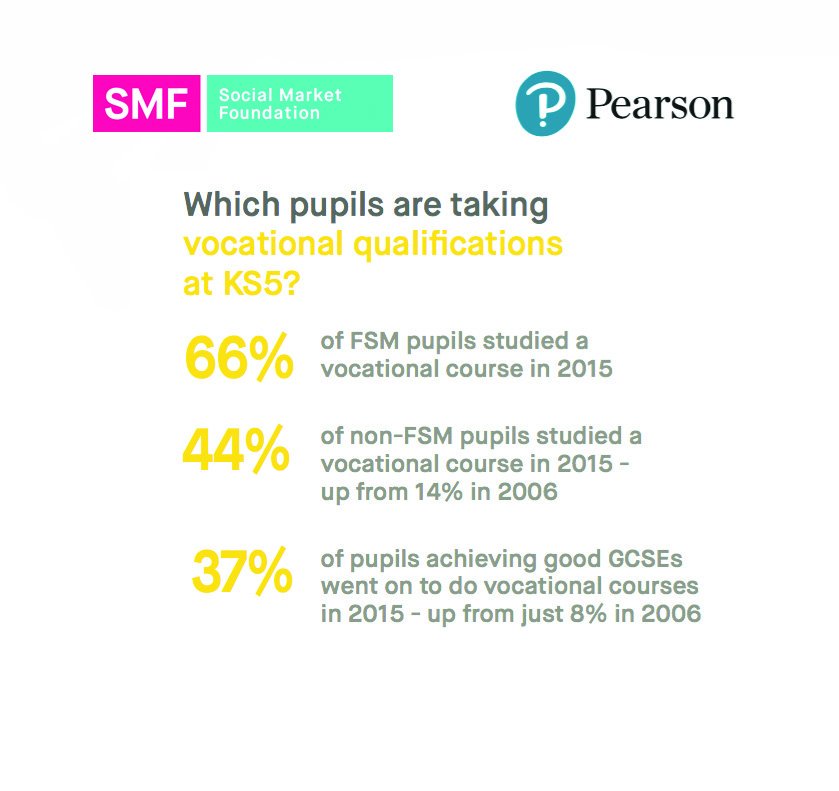 SMF
Social Market
Foundation
Pearson
Which pupils are taking
vocational qualifications
at KS5?
66%
of FSM pupils studied a
vocational course in 2015
44%
of non-FSM pupils studied a
vocational course in 2015 -
up from 14% in 2006
37%
of pupils achieving good GCSEs
went on to do vocational courses
in 2015 - up from just 8% in 2006